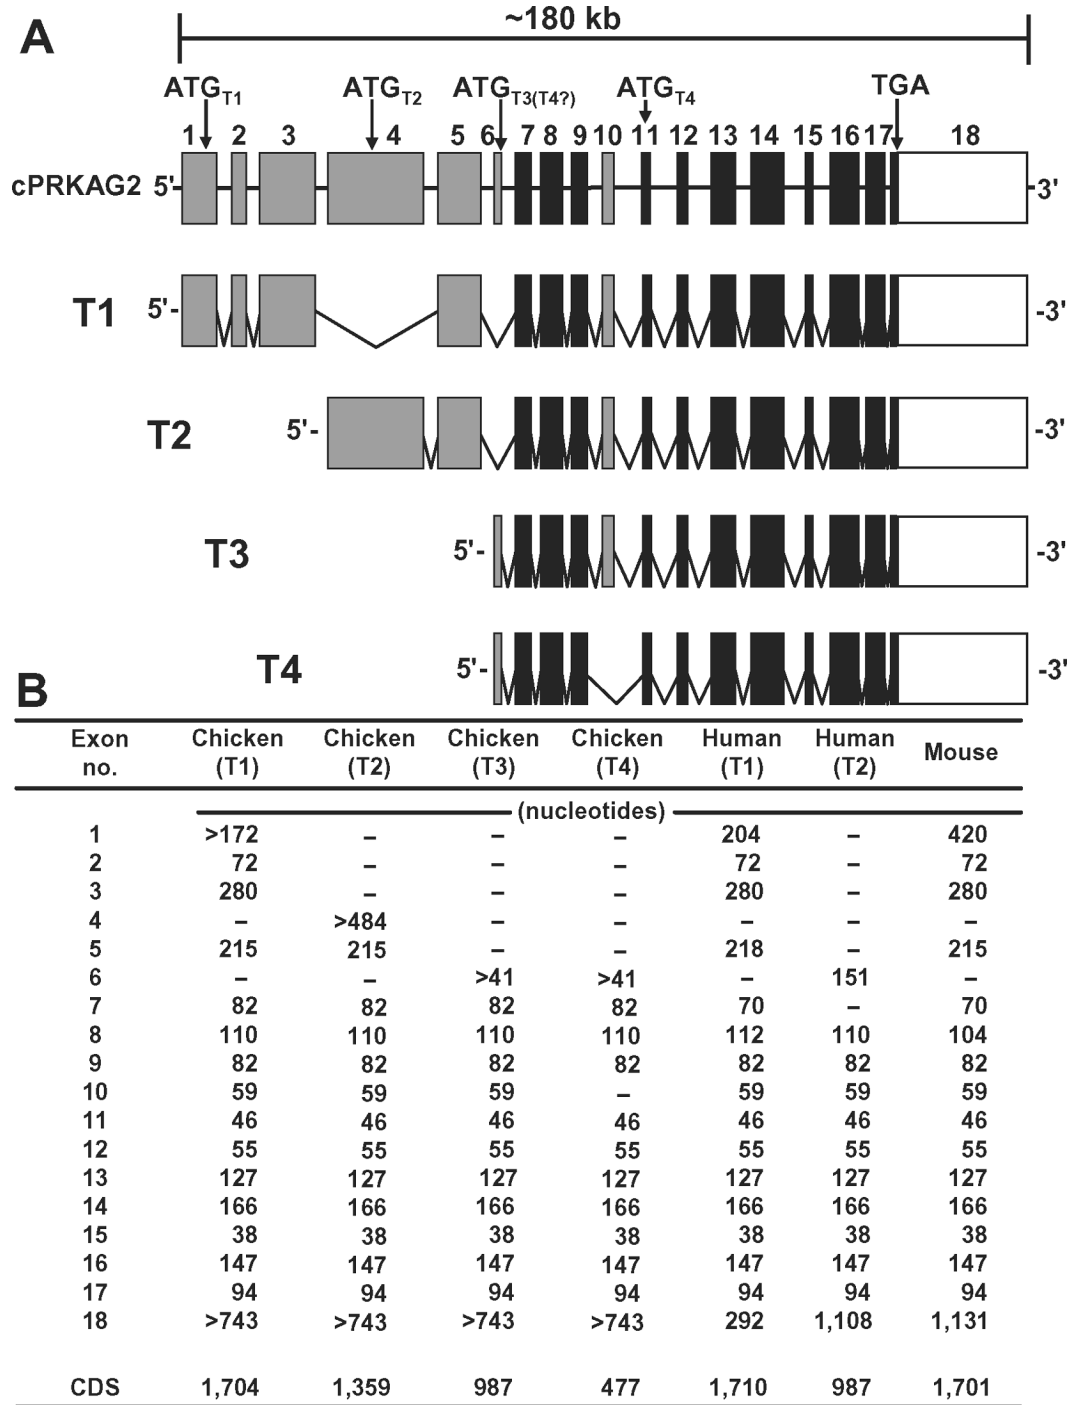 A
~180 kb
ATGT1 ATGT2 ATGT3(T4?) ATGT4 TGA
1 2 3 4 5 6 7 8 9 10 11 12 13 14 15 16 17 18
cPRKAG2 5'- -3'
T1 5'- -3'
T2 5'- -3'
T3 5'- -3'
T4 5'- -3'
B
Exon no. Chicken (T1) Chicken (T2) Chicken (T3) Chicken (T4) Human (T1) Human (T2) Mouse
(nucleotides)
1 >172 – – – 204 – 420
2 72 – – – 72 – 72
3 280 – – – 280 – 280
4 – >484 – – – – –
5 215 215 – – 218 – 215
6 – – >41 >41 – 151 –
7 82 82 82 82 70 – 70
8 110 110 110 110 112 110 104
9 82 82 82 82 82 82 82
10 59 59 59 – 59 59 59
11 46 46 46 46 46 46 46
12 55 55 55 55 55 55 55
13 127 127 127 127 127 127 127
14 166 166 166 166 166 166 166
15 38 38 38 38 38 38 38
16 147 147 147 147 147 147 147
17 94 94 94 94 94 94 94
18 >743 >743 >743 >743 292 1,108 1,131
CDS 1,704 1,359 987 477 1,710 987 1,701